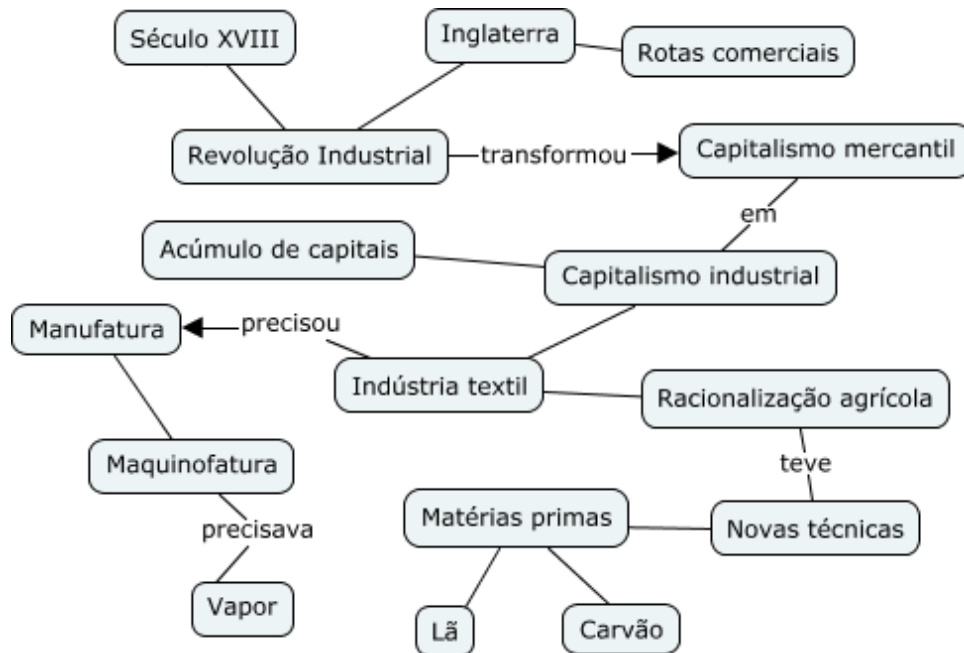 Século XVIII
Inglaterra
Rotas comerciais
Revolução Industrial
transformou
Capitalismo mercantil
em
Acúmulo de capitais
Capitalismo industrial
Manufatura
precisou
Indústria textil
Racionalização agrícola
teve
Maquinofatura
precisava
Matérias primas
Novas técnicas
Vapor
Lã
Carvão